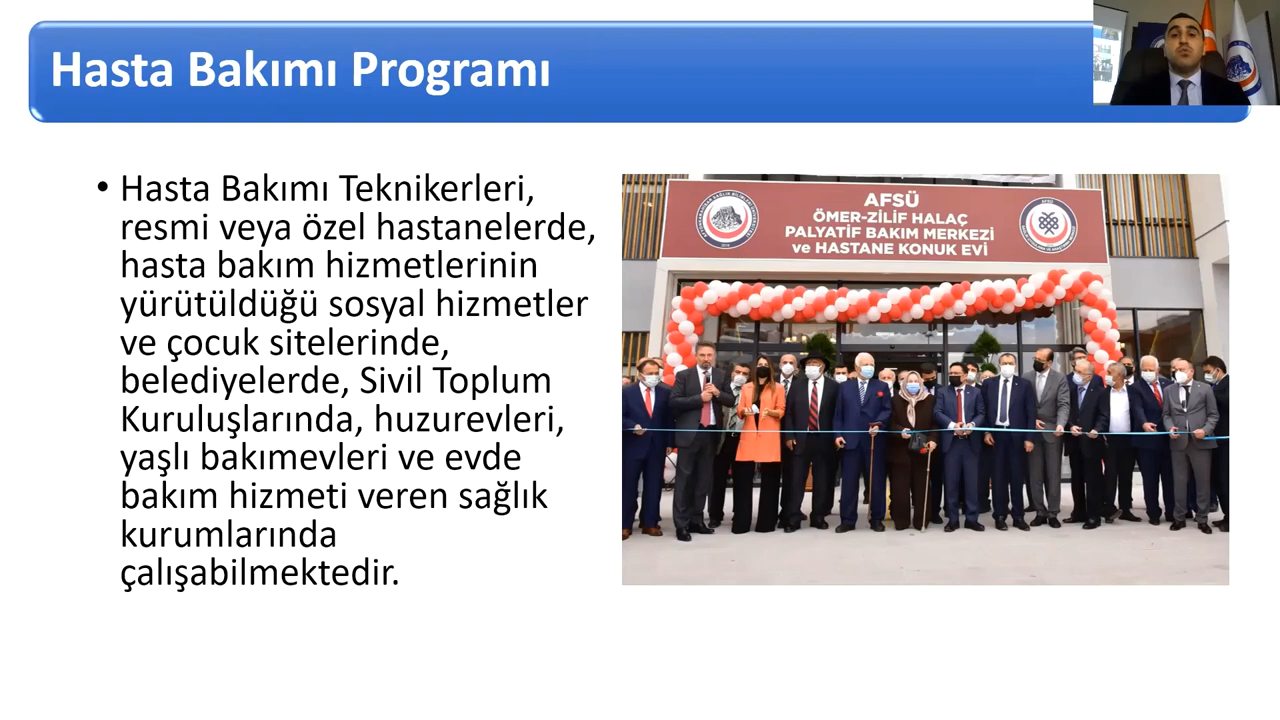 Hasta Bakımı Programı
• Hasta Bakımı Teknikerleri,
resmi veya özel hastanelerde,
hasta bakım hizmetlerinin
yürütüldüğü sosyal hizmetler
ve çocuk sitelerinde,
belediyelerde, Sivil Toplum
Kuruluşlarında, huzurevleri,
yaşlı bakımevleri ve evde
bakım hizmeti veren sağlık
kurumlarında
çalışabilmektedir.
AFSÜ
ÖMER-ZİLİF HALAÇ
PALYATİF BAKIM MERKEZİ
ve HASTANE KONUK EVİ